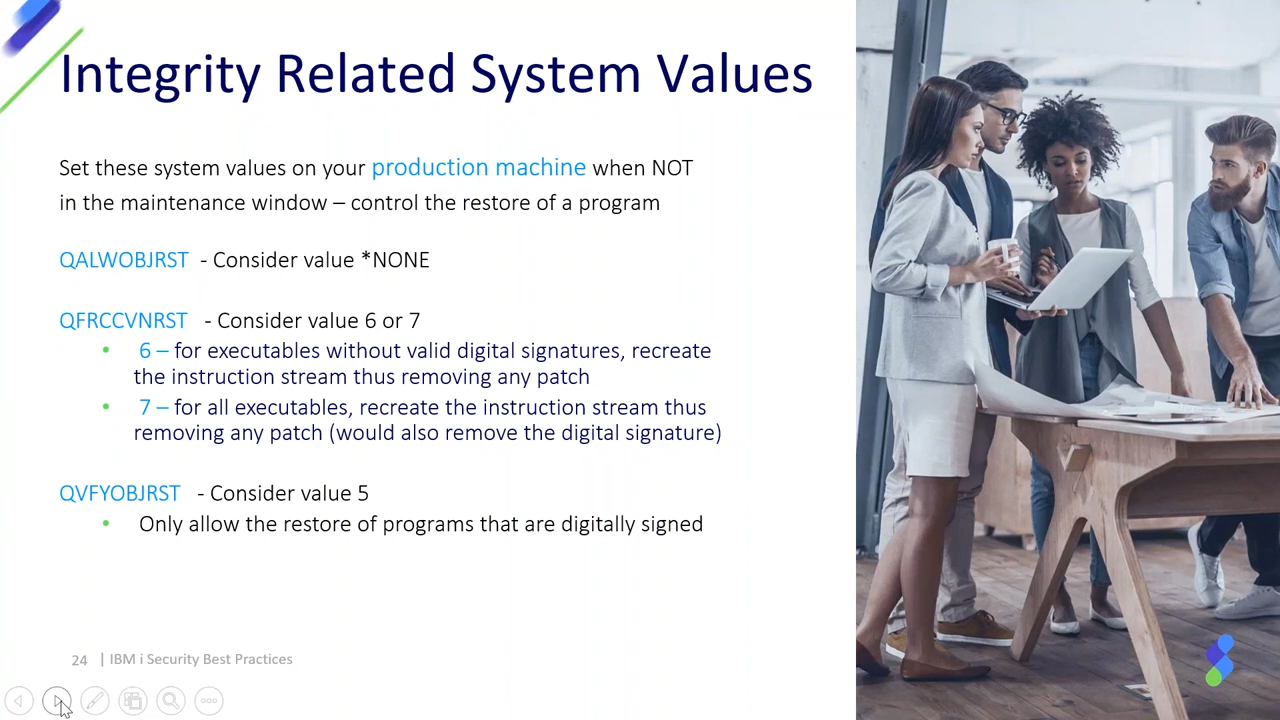 Integrity Related System Values
Set these system values on your production machine when NOT
in the maintenance window – control the restore of a program
QALWOBJRST - Consider value *NONE
QFRCCVNRST - Consider value 6 or 7
• 6 – for executables without valid digital signatures, recreate
the instruction stream thus removing any patch
• 7 – for all executables, recreate the instruction stream thus
removing any patch (would also remove the digital signature)
QVFYOBJRST - Consider value 5
• Only allow the restore of programs that are digitally signed
24 | IBM i Security Best Practices